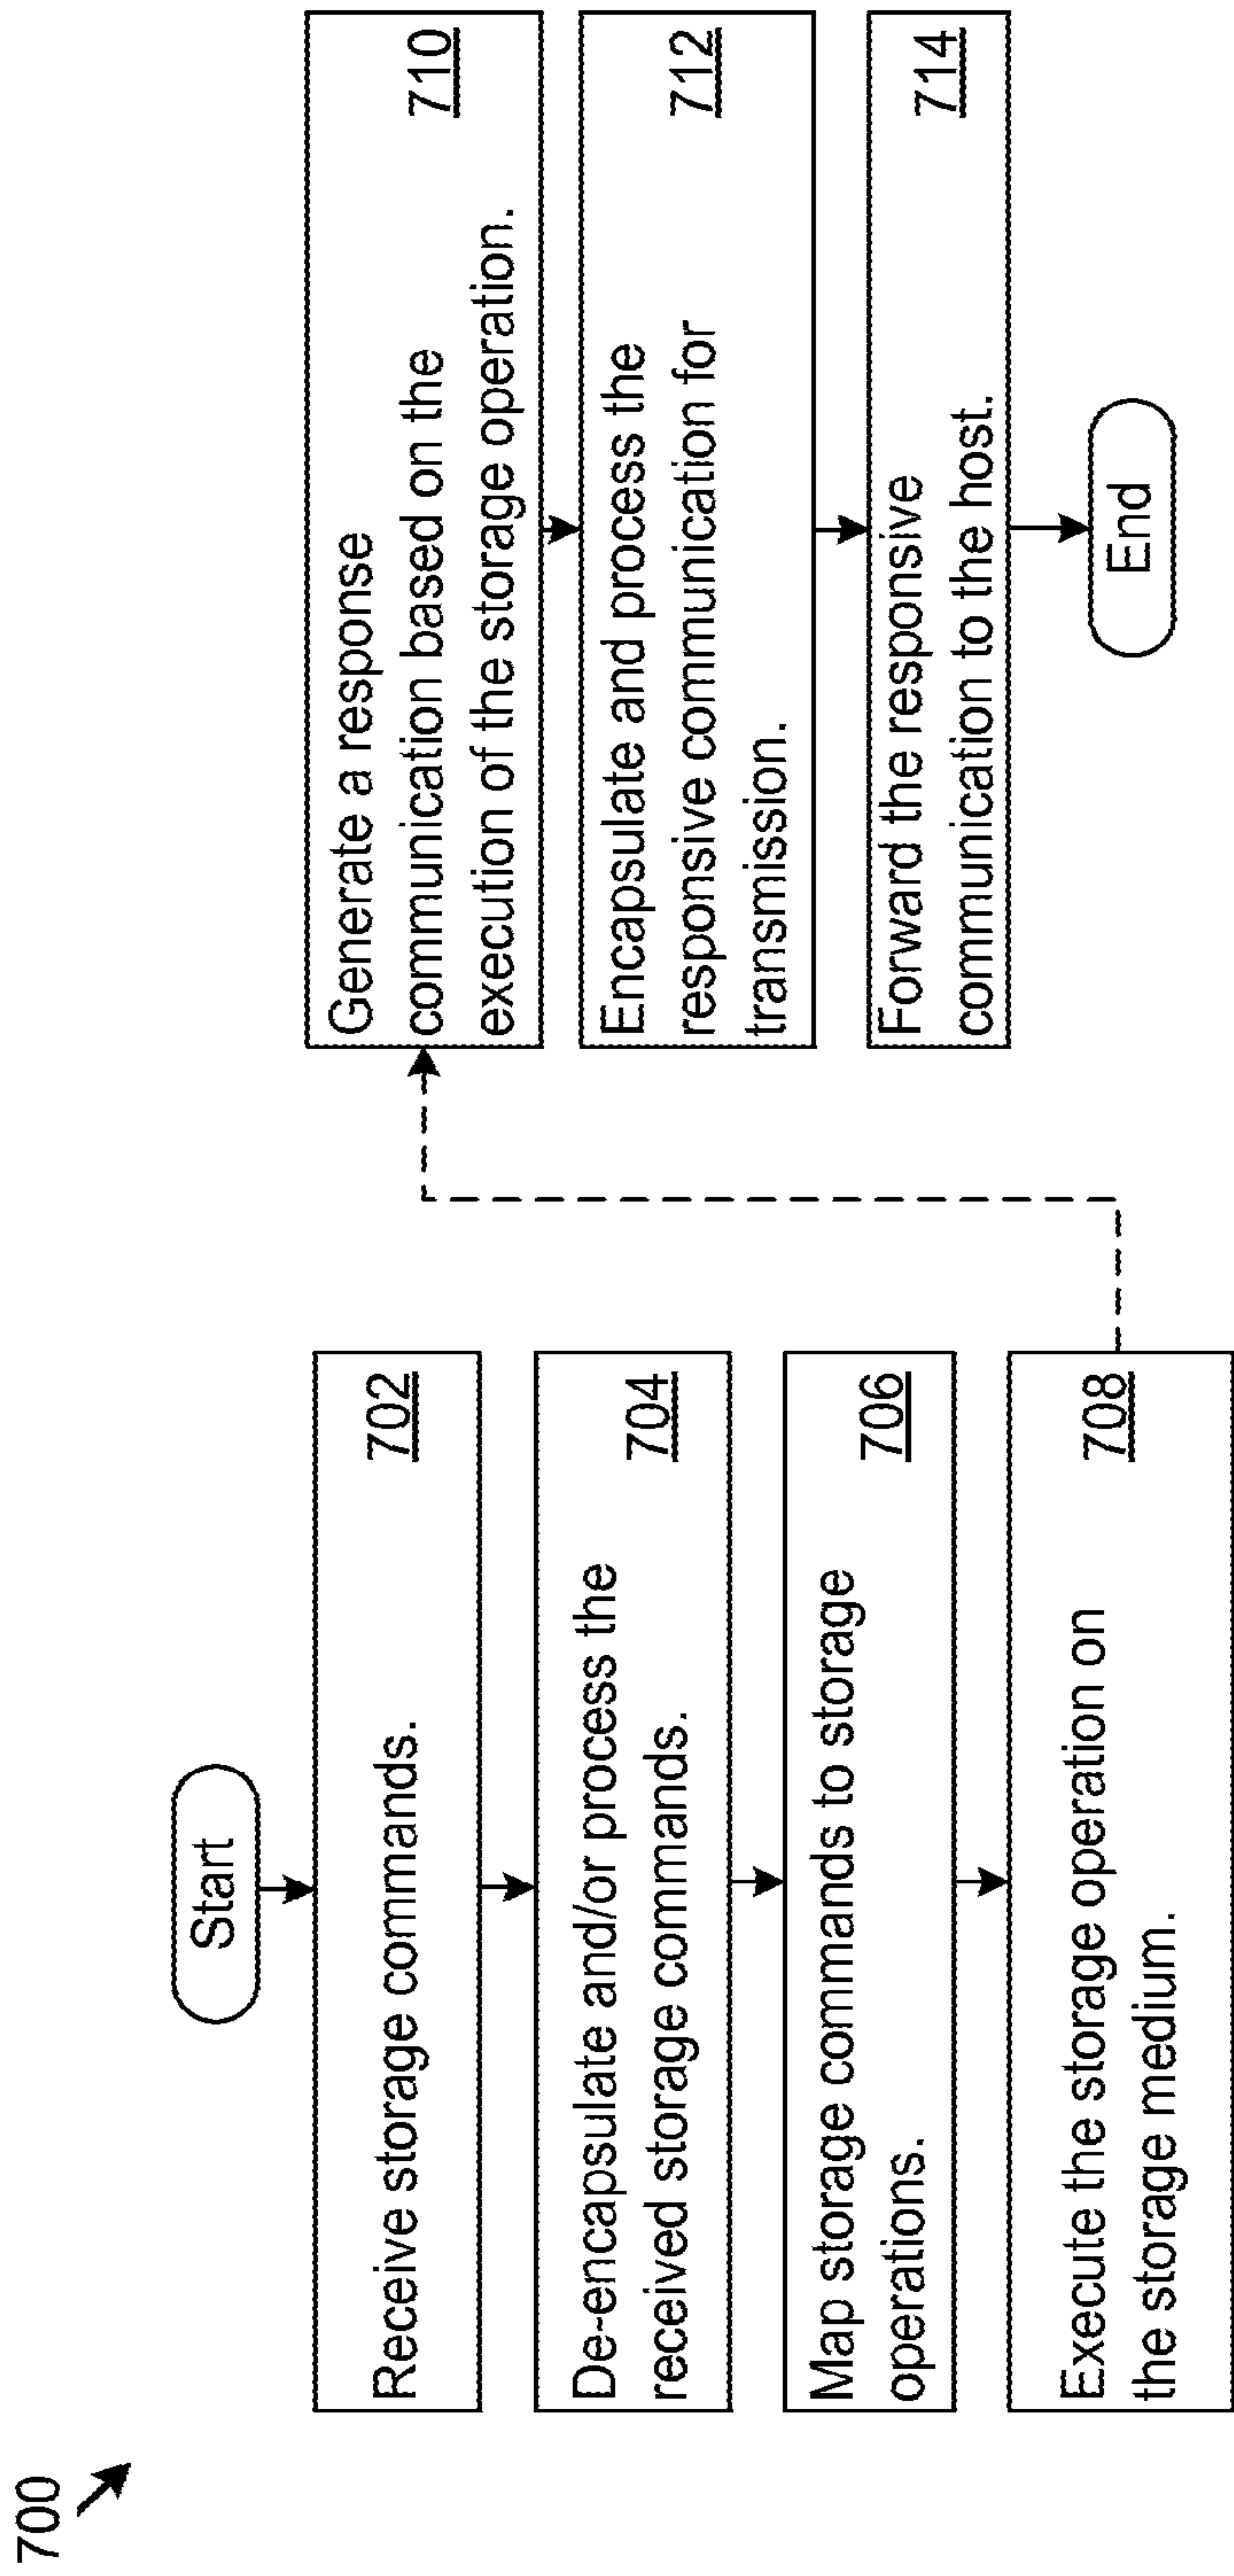 700
Start
Receive storage commands.
702
De-encapsulate and/or process the
received storage commands.
704
Map storage commands to storage
operations.
706
Execute the storage operation on
the storage medium.
708
Generate a response
communication based on the
execution of the storage operation.
710
Encapsulate and process the
responsive communication for
transmission.
712
Forward the responsive
communication to the host.
714
End